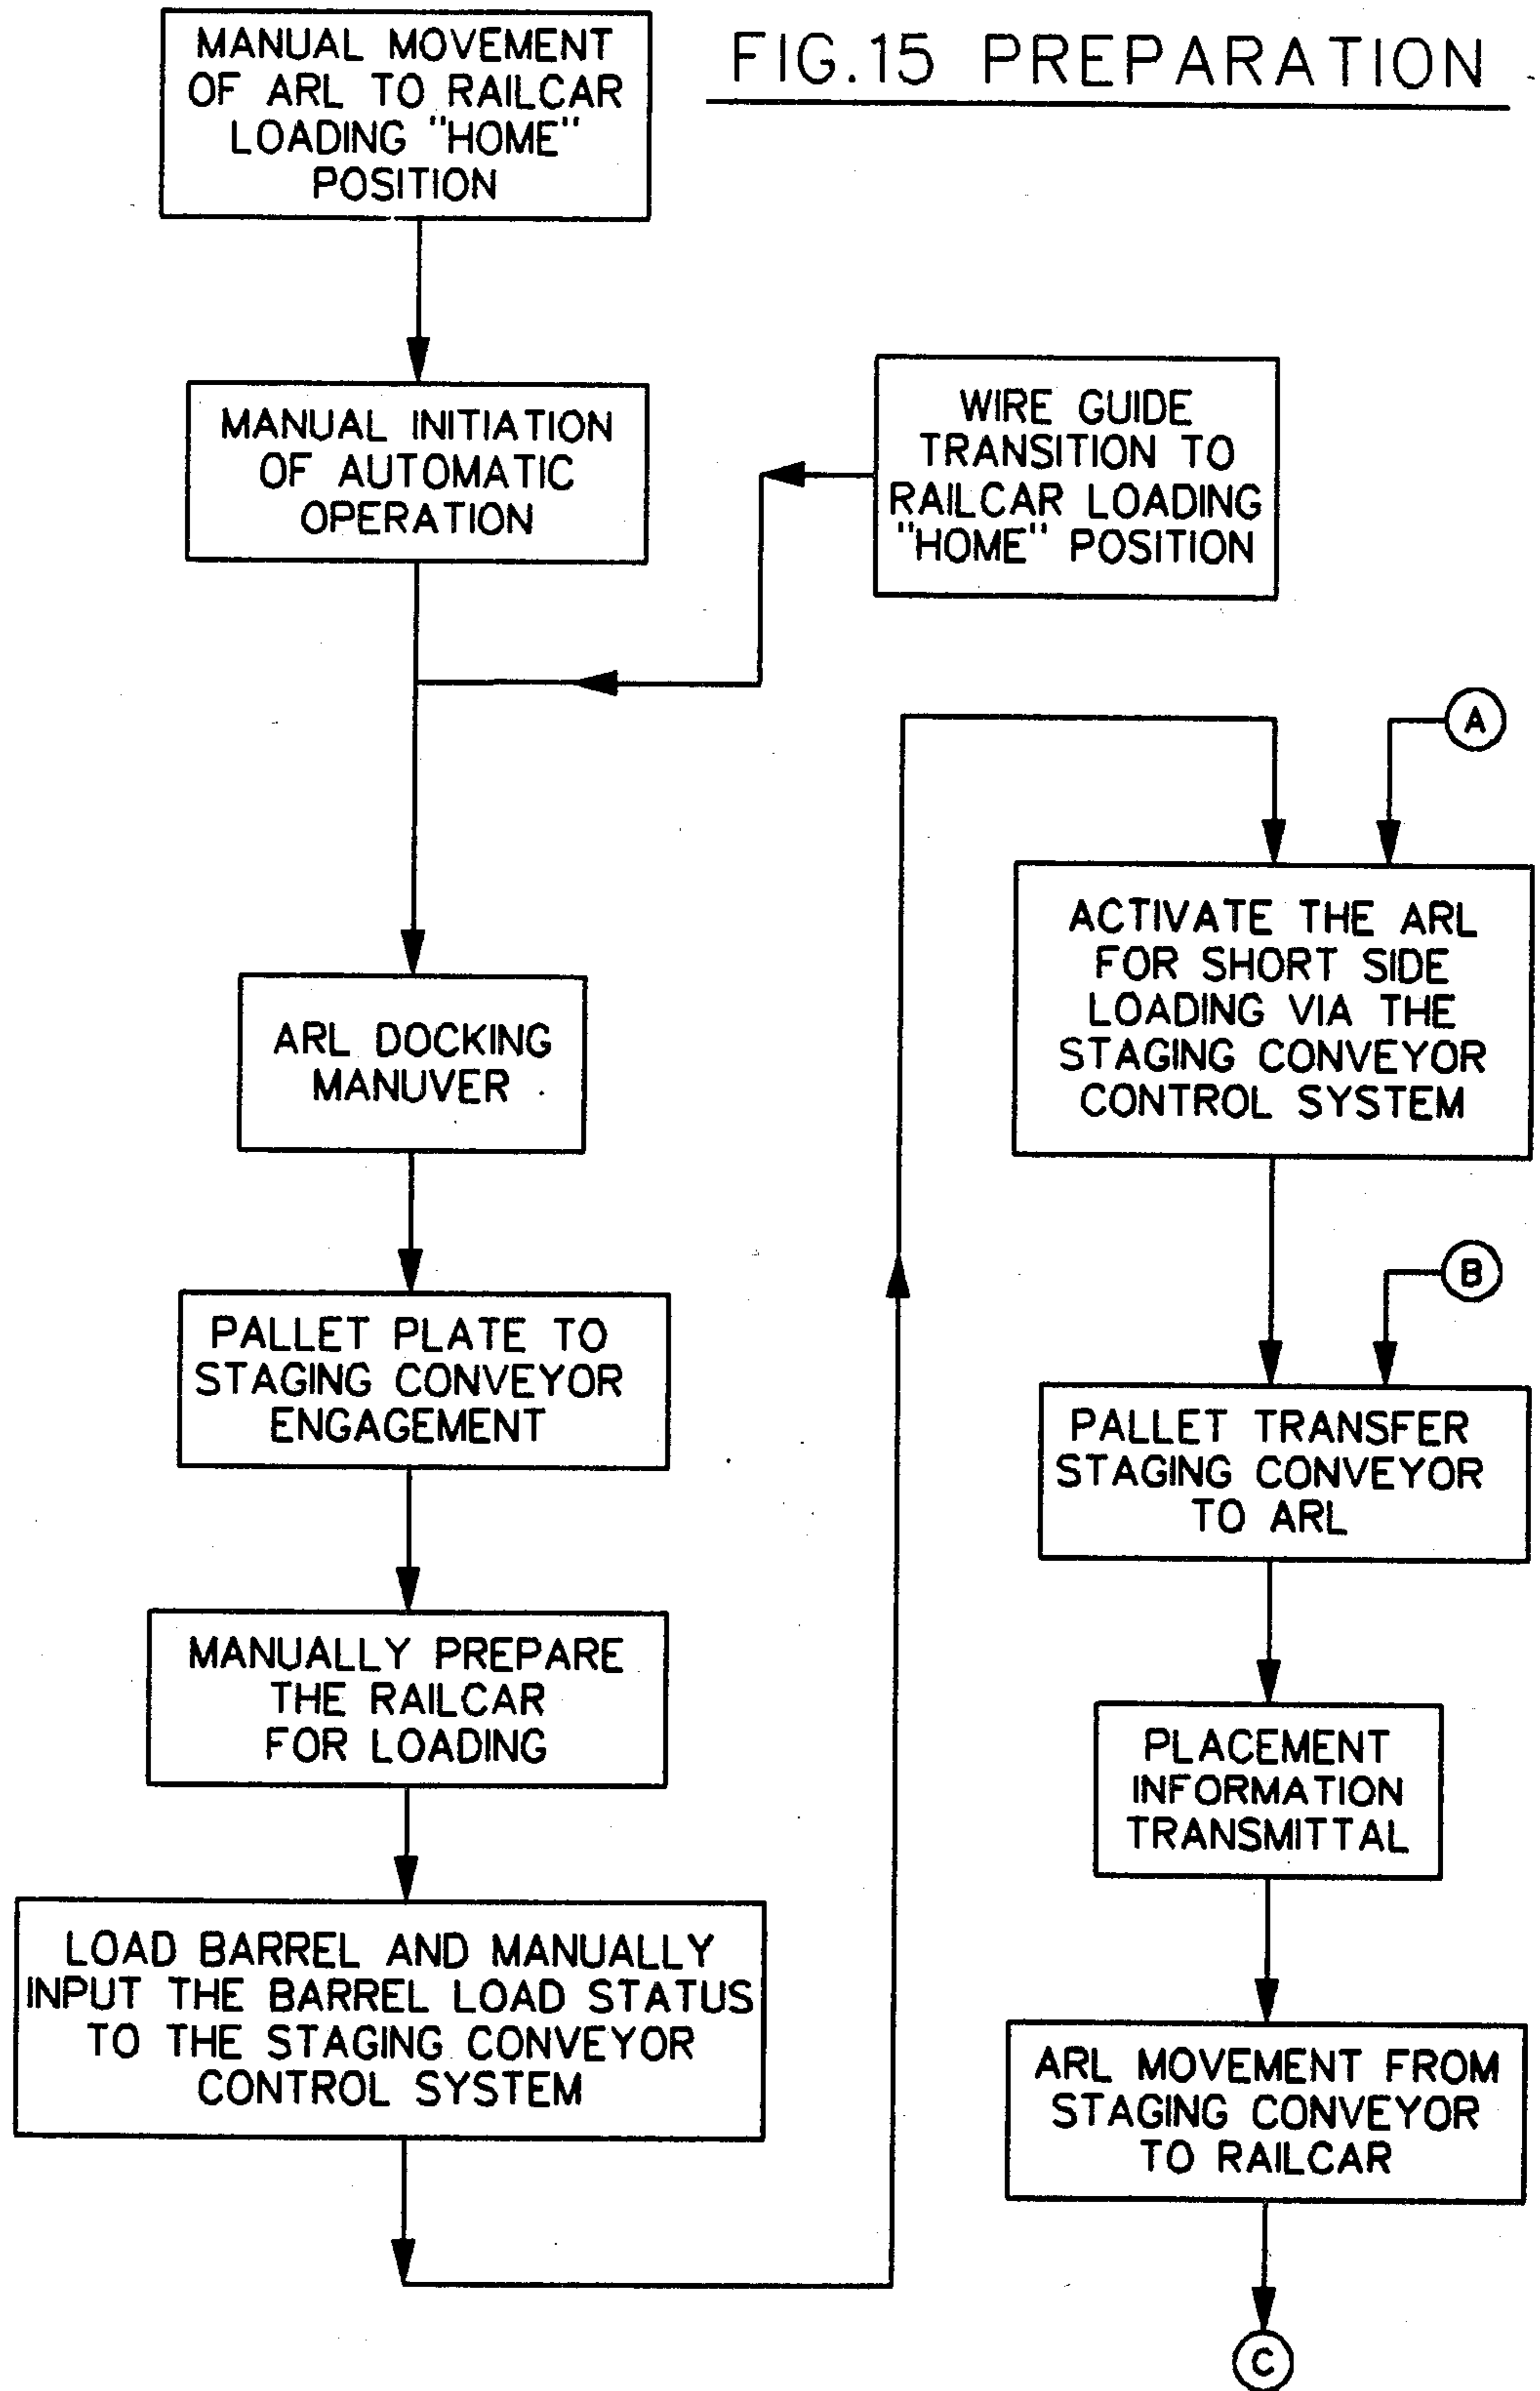 FIG.15 PREPARATION
MANUAL MOVEMENT
OF ARL TO RAILCAR
LOADING "HOME"
POSITION
MANUAL INITIATION
OF AUTOMATIC
OPERATION
WIRE GUIDE
TRANSITION TO
RAILCAR LOADING
"HOME" POSITION
ARL DOCKING
MANUVER
PALLET PLATE TO
STAGING CONVEYOR
ENGAGEMENT
MANUALLY PREPARE
THE RAILCAR
FOR LOADING
LOAD BARREL AND MANUALLY
INPUT THE BARREL LOAD STATUS
TO THE STAGING CONVEYOR
CONTROL SYSTEM
A
ACTIVATE THE ARL
FOR SHORT SIDE
LOADING VIA THE
STAGING CONVEYOR
CONTROL SYSTEM
B
PALLET TRANSFER
STAGING CONVEYOR
TO ARL
PLACEMENT
INFORMATION
TRANSMITTAL
ARL MOVEMENT FROM
STAGING CONVEYOR
TO RAILCAR
C